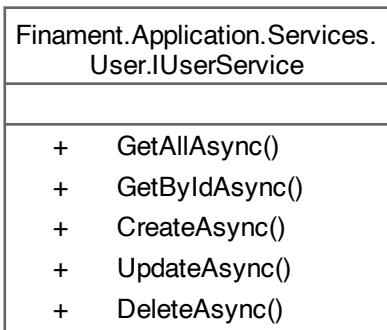 Finament.Application.Services.
User.IUserService
+ GetAllAsync()
+ GetByIdAsync()
+ CreateAsync()
+ UpdateAsync()
+ DeleteAsync()